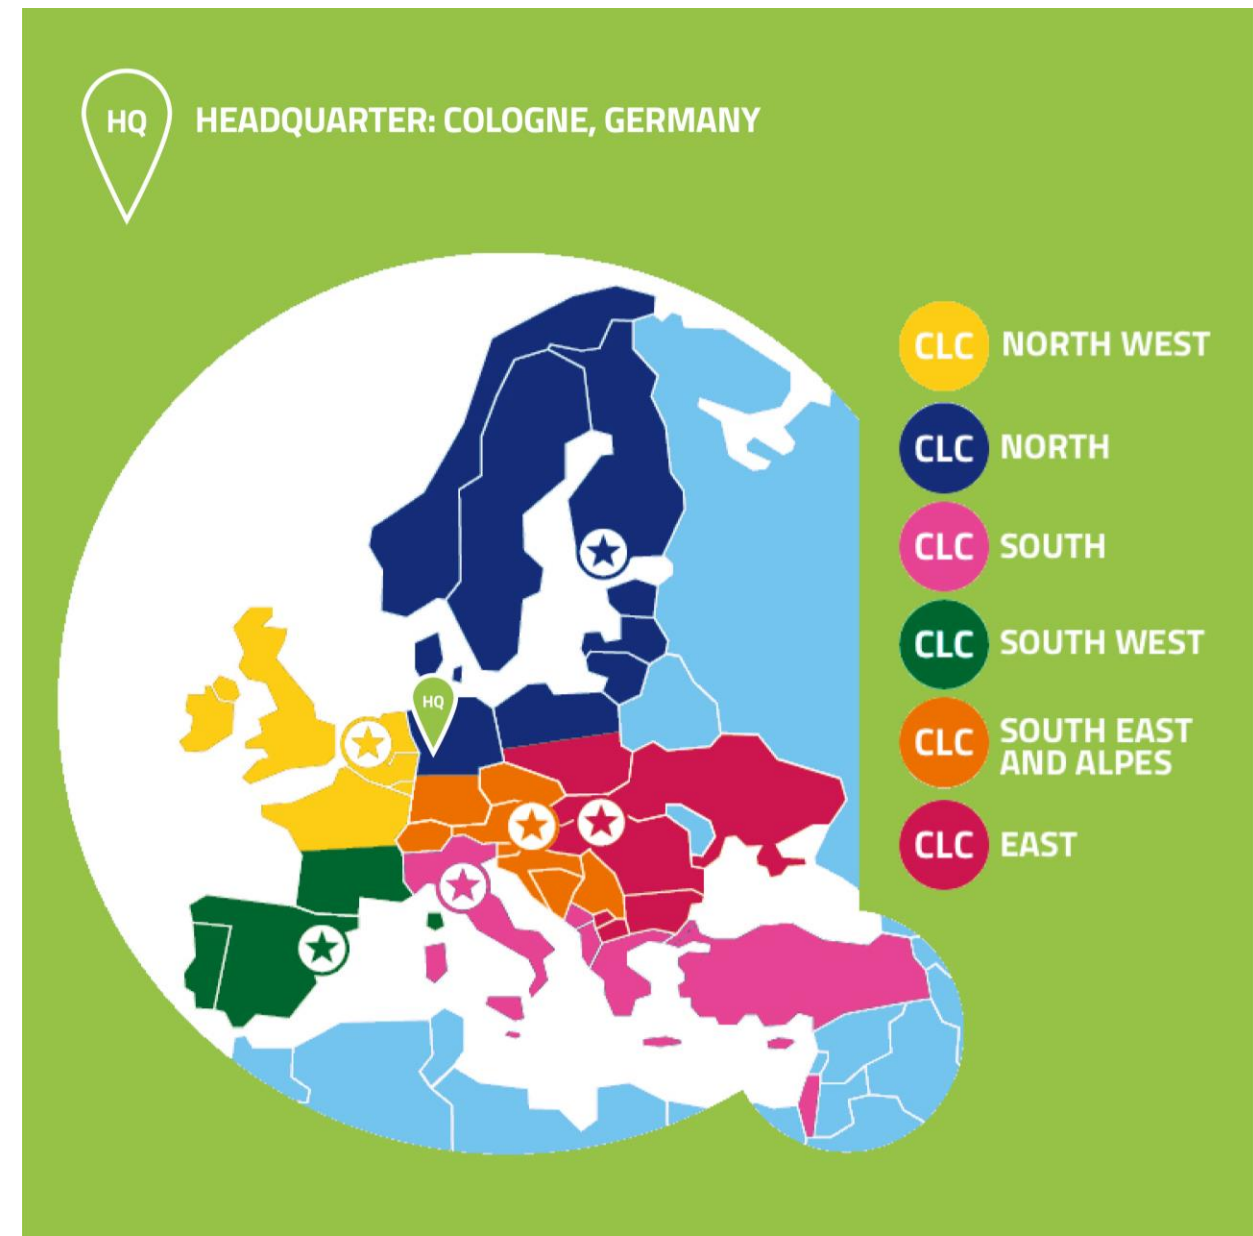 HQ HEADQUARTER: COLOGNE, GERMANY
CLC NORTH WEST
CLC NORTH
CLC SOUTH
CLC SOUTH WEST
CLC SOUTH EAST
AND ALPES
CLC EAST
HQ